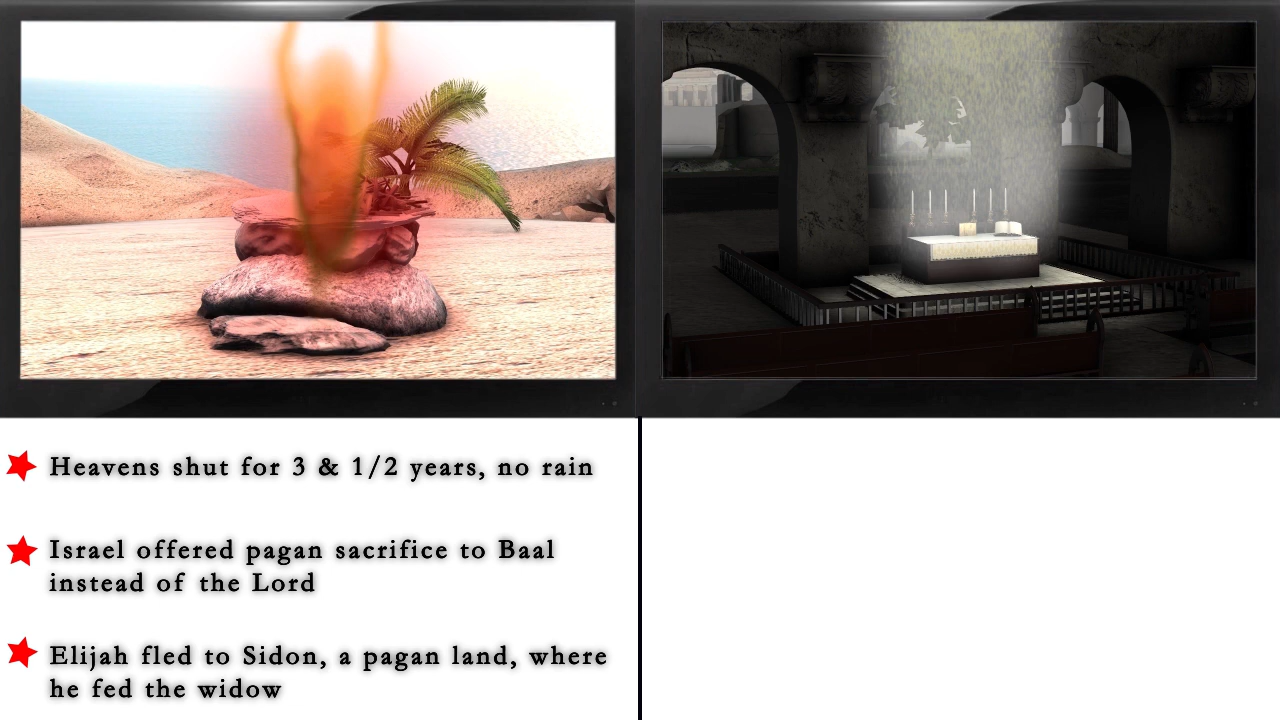 Heavens shut for 3 & 1/2 years, no rain
Israel offered pagan sacrifice to Baal
instead of the Lord
Elijah fled to Sidon, a pagan land, where
he fed the widow